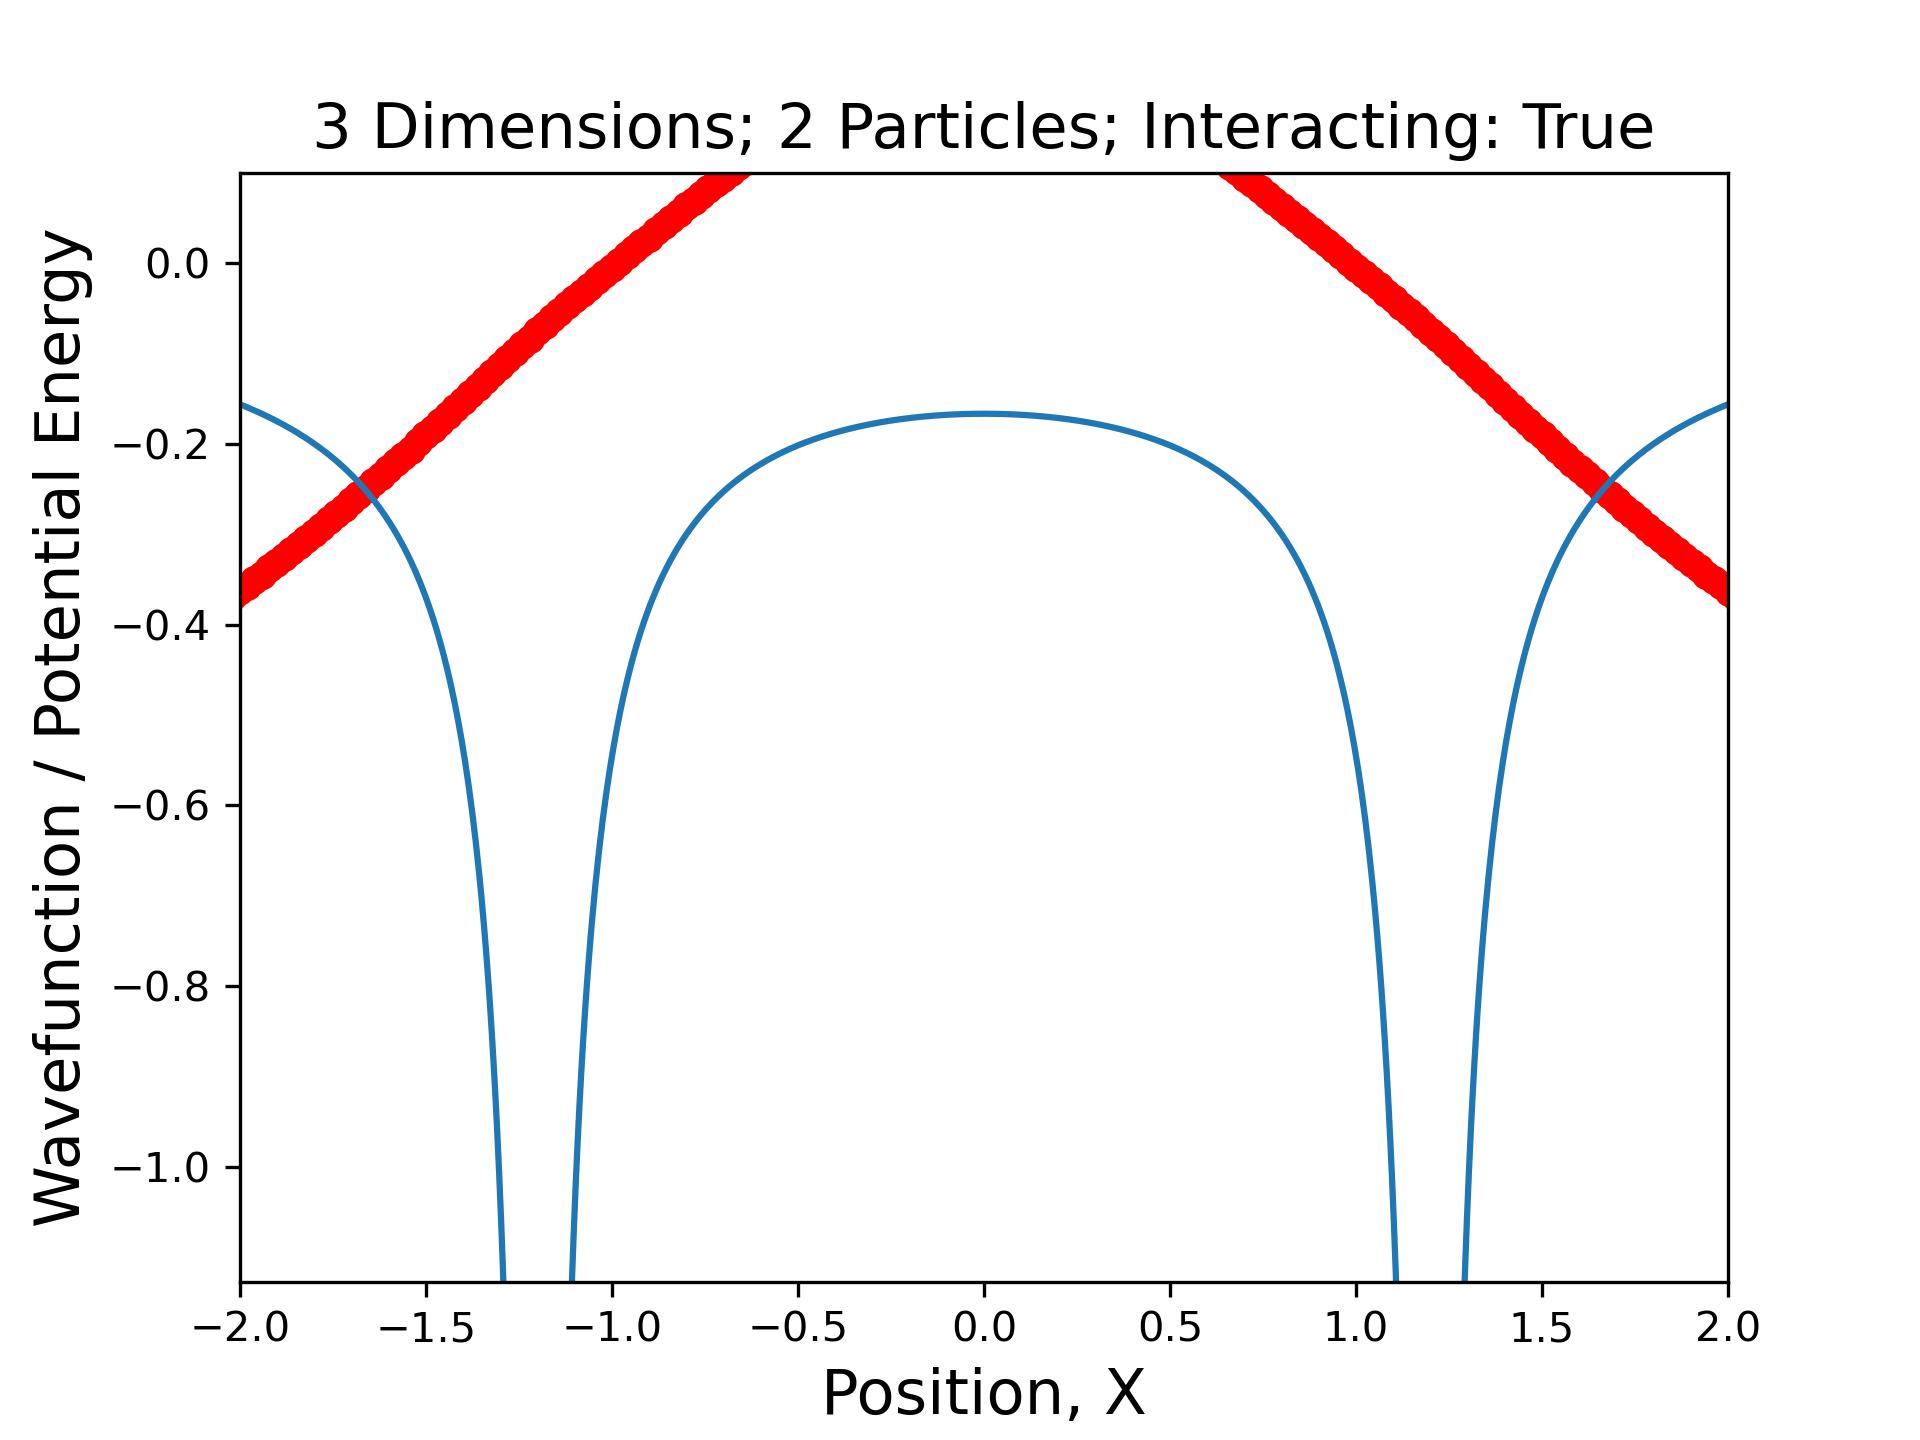 3 Dimensions; 2 Particles; Interacting: True
Wavefunction / Potential Energy
0.0
−0.2
−0.4
−0.6
−0.8
−1.0
−2.0 −1.5 −1.0 −0.5 0.0 0.5 1.0 1.5 2.0
Position, X